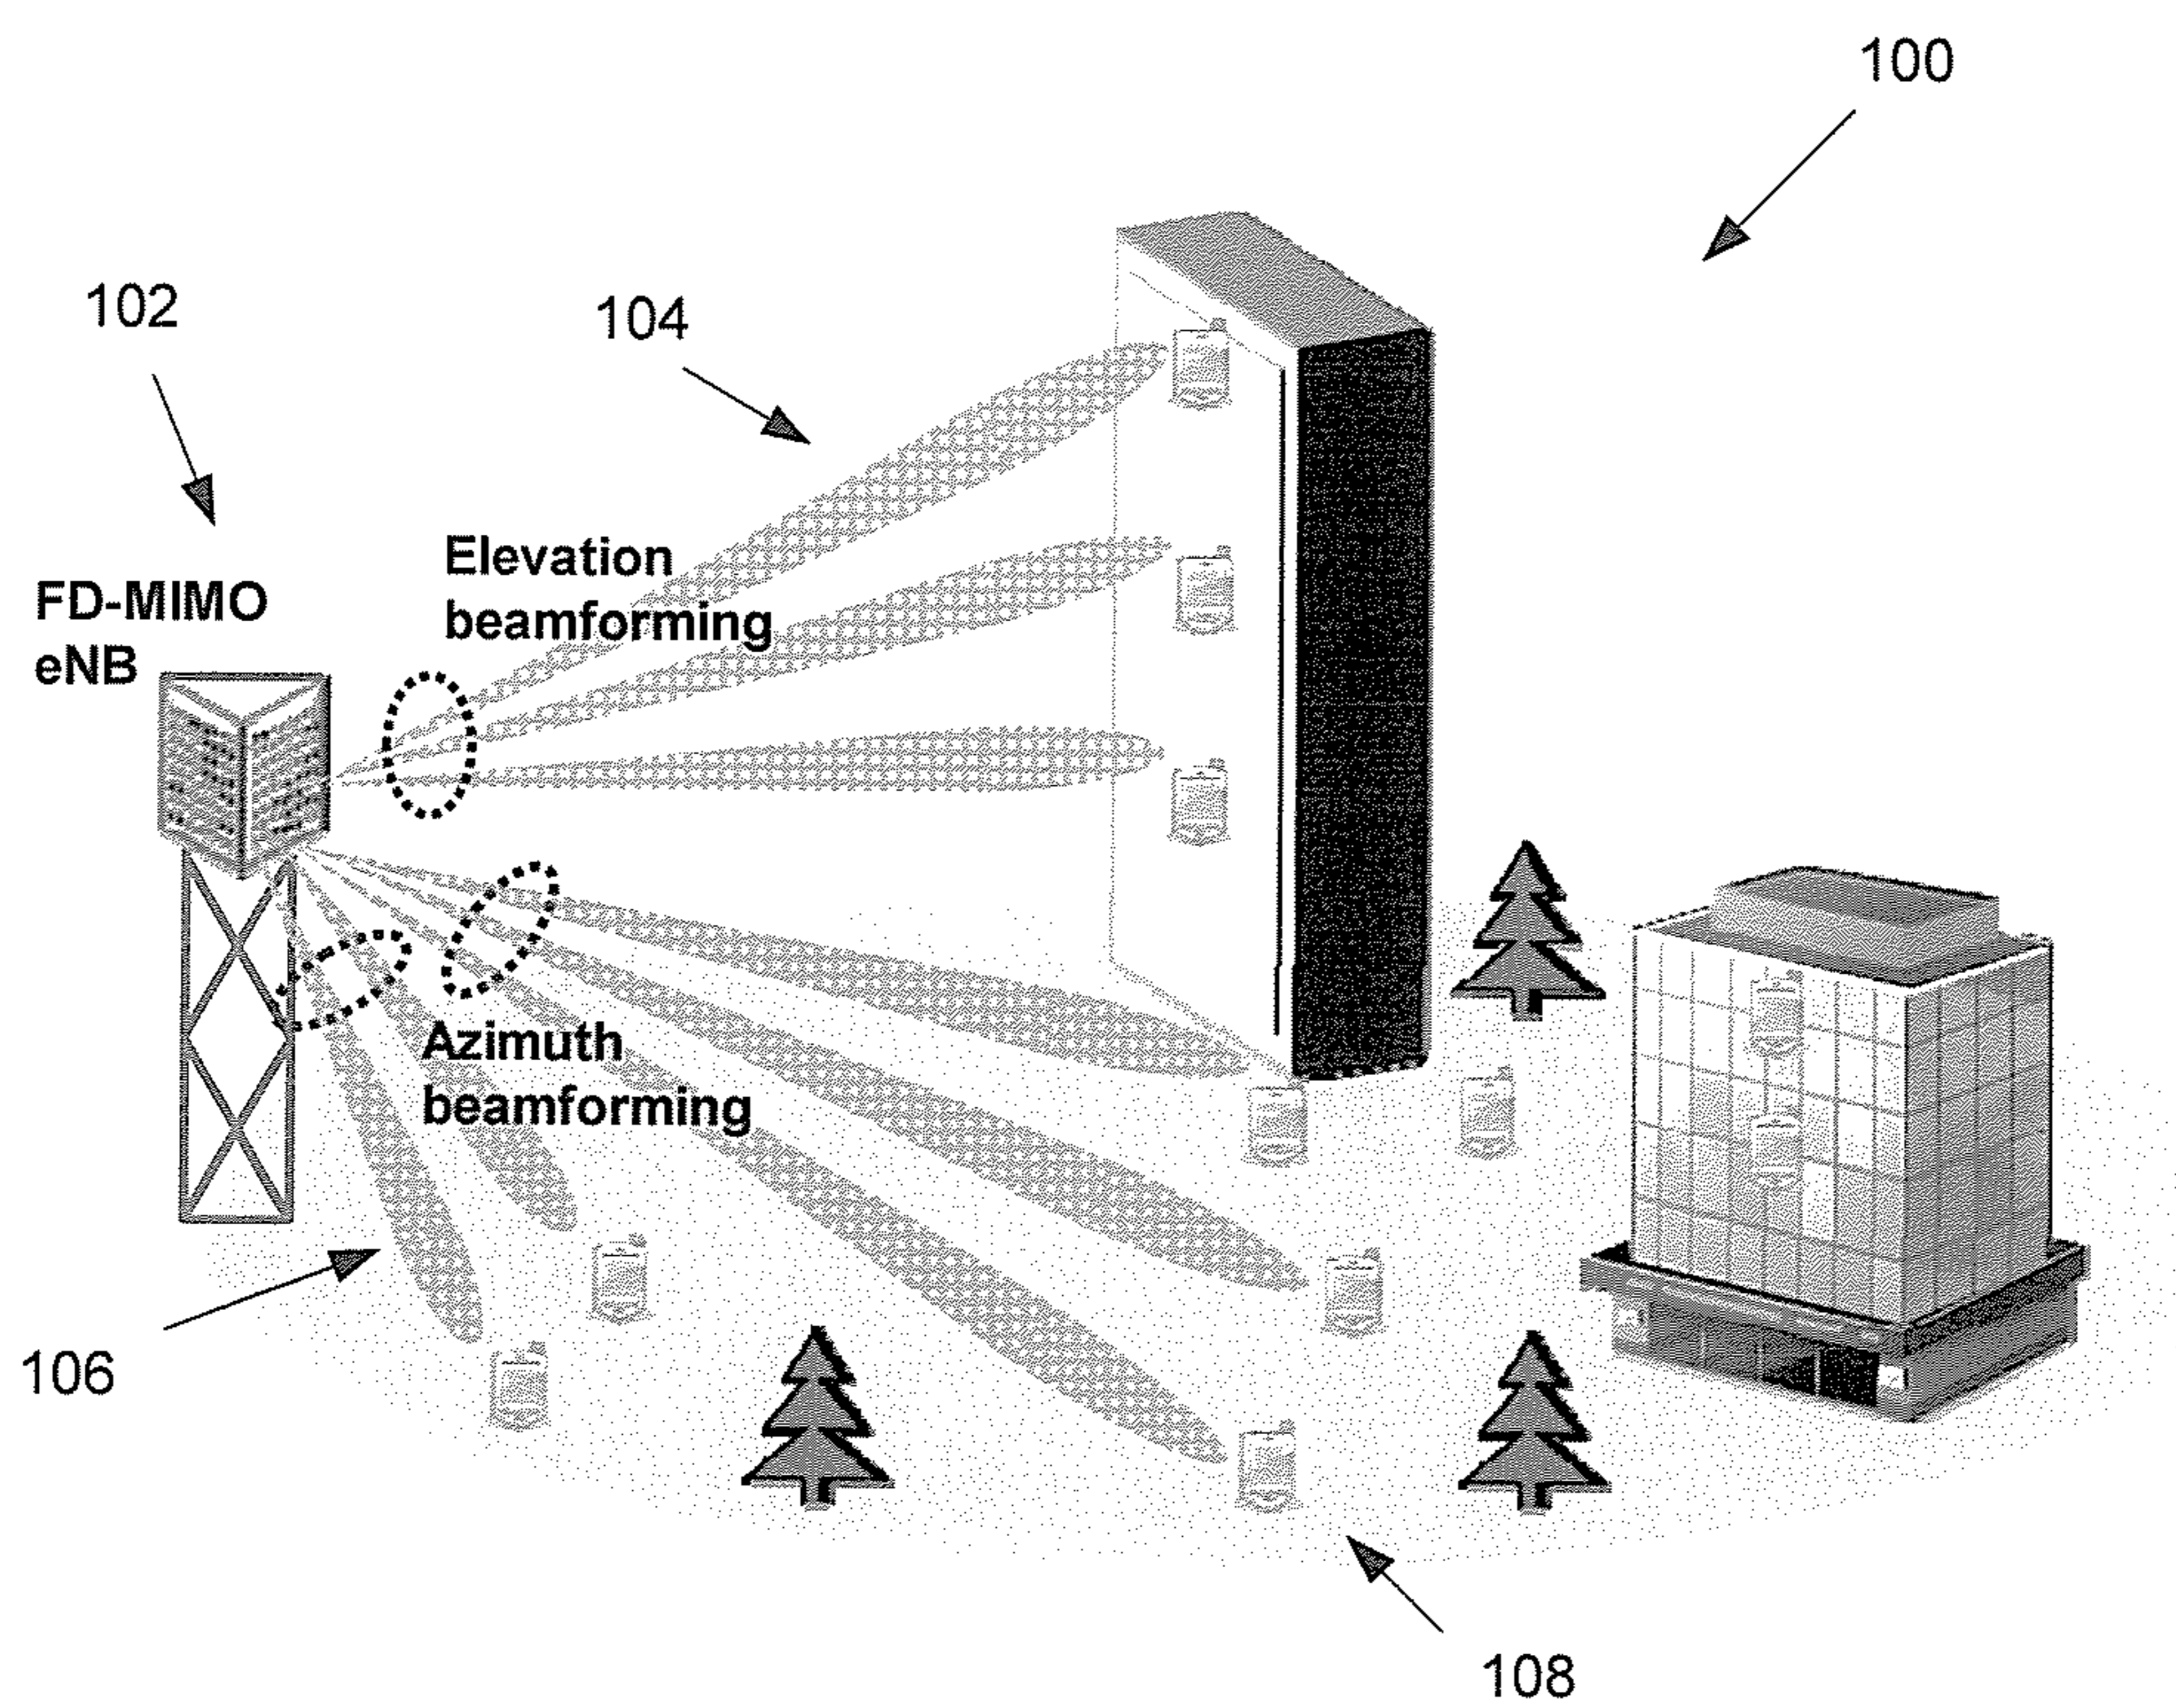 100
102
104
Elevation
beamforming
FD-MIMO
eNB
Azimuth
beamforming
106
108